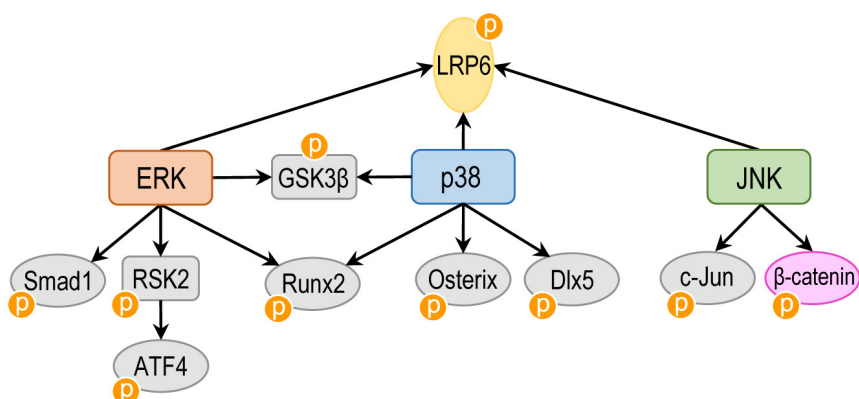 p
LRP6
p
ERK
GSK3β
p38
JNK
Smad1
RSK2
Runx2
Osterix
Dlx5
c-Jun
β-catenin
p
p
p
p
p
p
p
ATF4
p